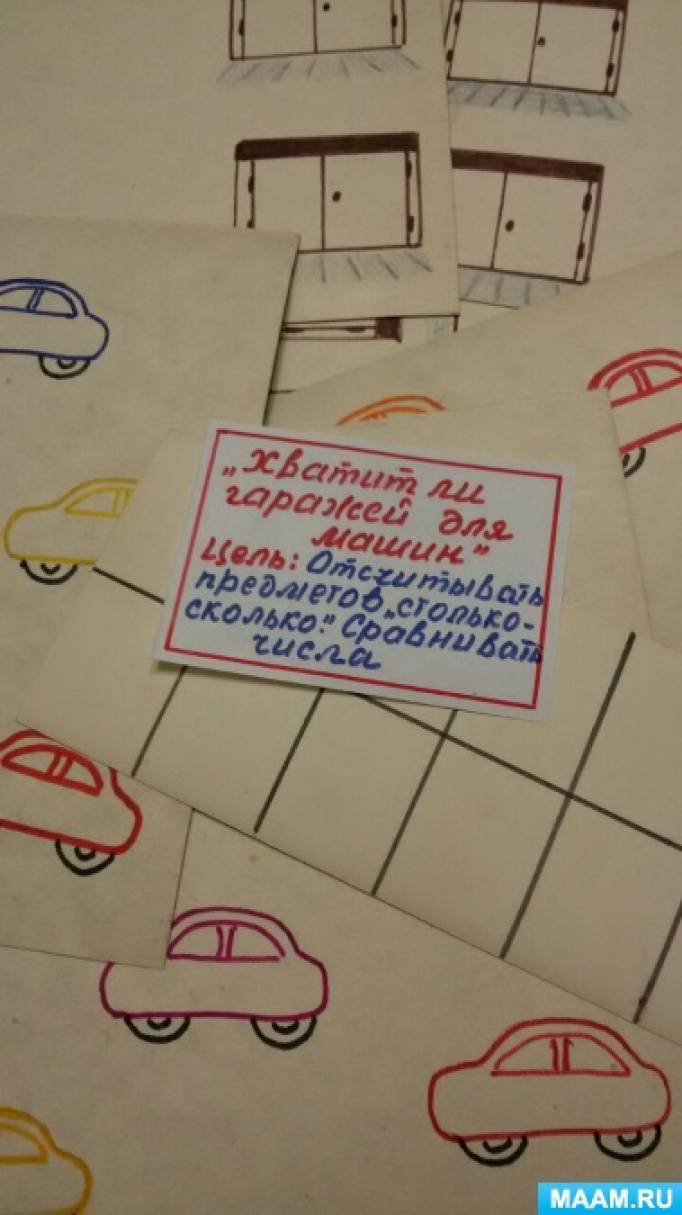 „Хватит ли
гаражей для
машин"
Цель: Отсчитывать
предметов „столько-
сколько". Сравнивать
числа
MAAM.RU